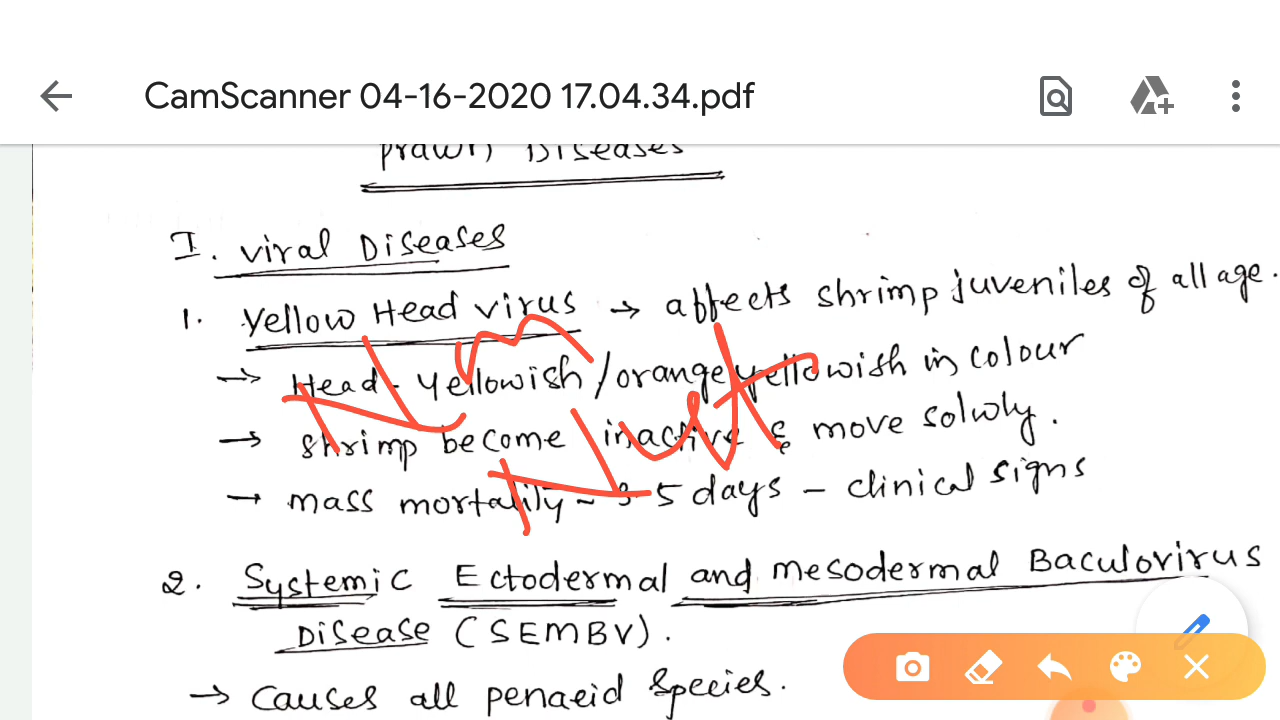 CamScanner 04-16-2020 17.04.34.pdf
Prawn Diseases
I. viral Diseases
1. Yellow Head virus → affects shrimp juveniles of all age.
→ Head - yellowish / orange yellowish in colour
→ shrimp become inactive & move solwly.
→ mass mortality - 3-5 days - clinical signs
2. Systemic Ectodermal and mesodermal Baculovirus
Disease (SEMBV).
→ causes all penaeid species.